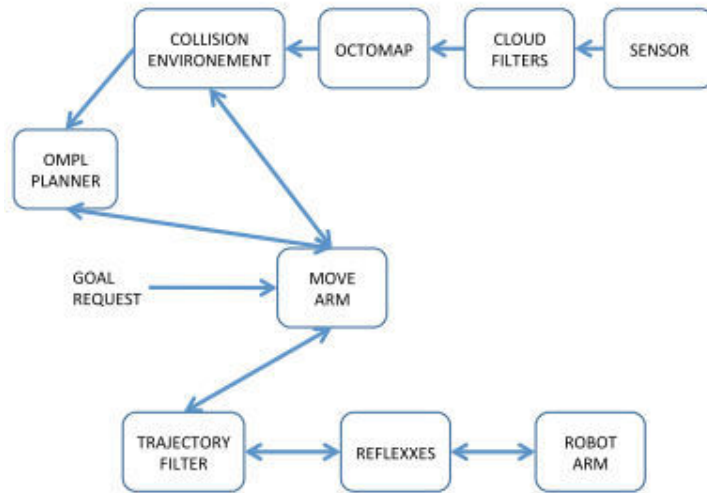 COLLISION
ENVIRONEMENT
OCTOMAP
CLOUD
FILTERS
SENSOR
OMPL
PLANNER
GOAL
REQUEST
MOVE
ARM
TRAJECTORY
FILTER
REFLEXXES
ROBOT
ARM